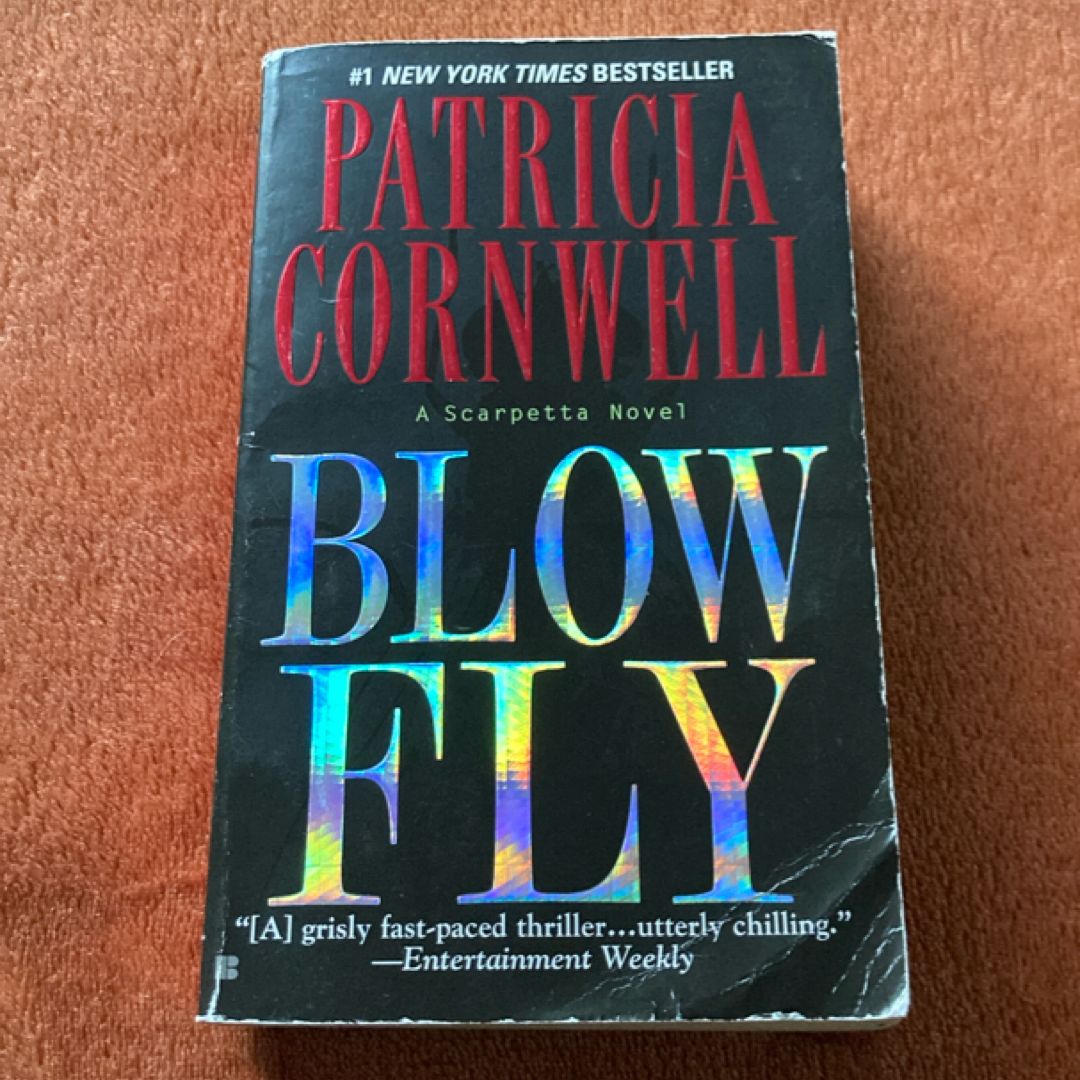 #1 NEW YORK TIMES BESTSELLER
PATRICIA
CORNWELL
A Scarpetta Novel
BLOW
FLY
“[A] grisly fast-paced thriller...utterly chilling.”
—Entertainment Weekly
B